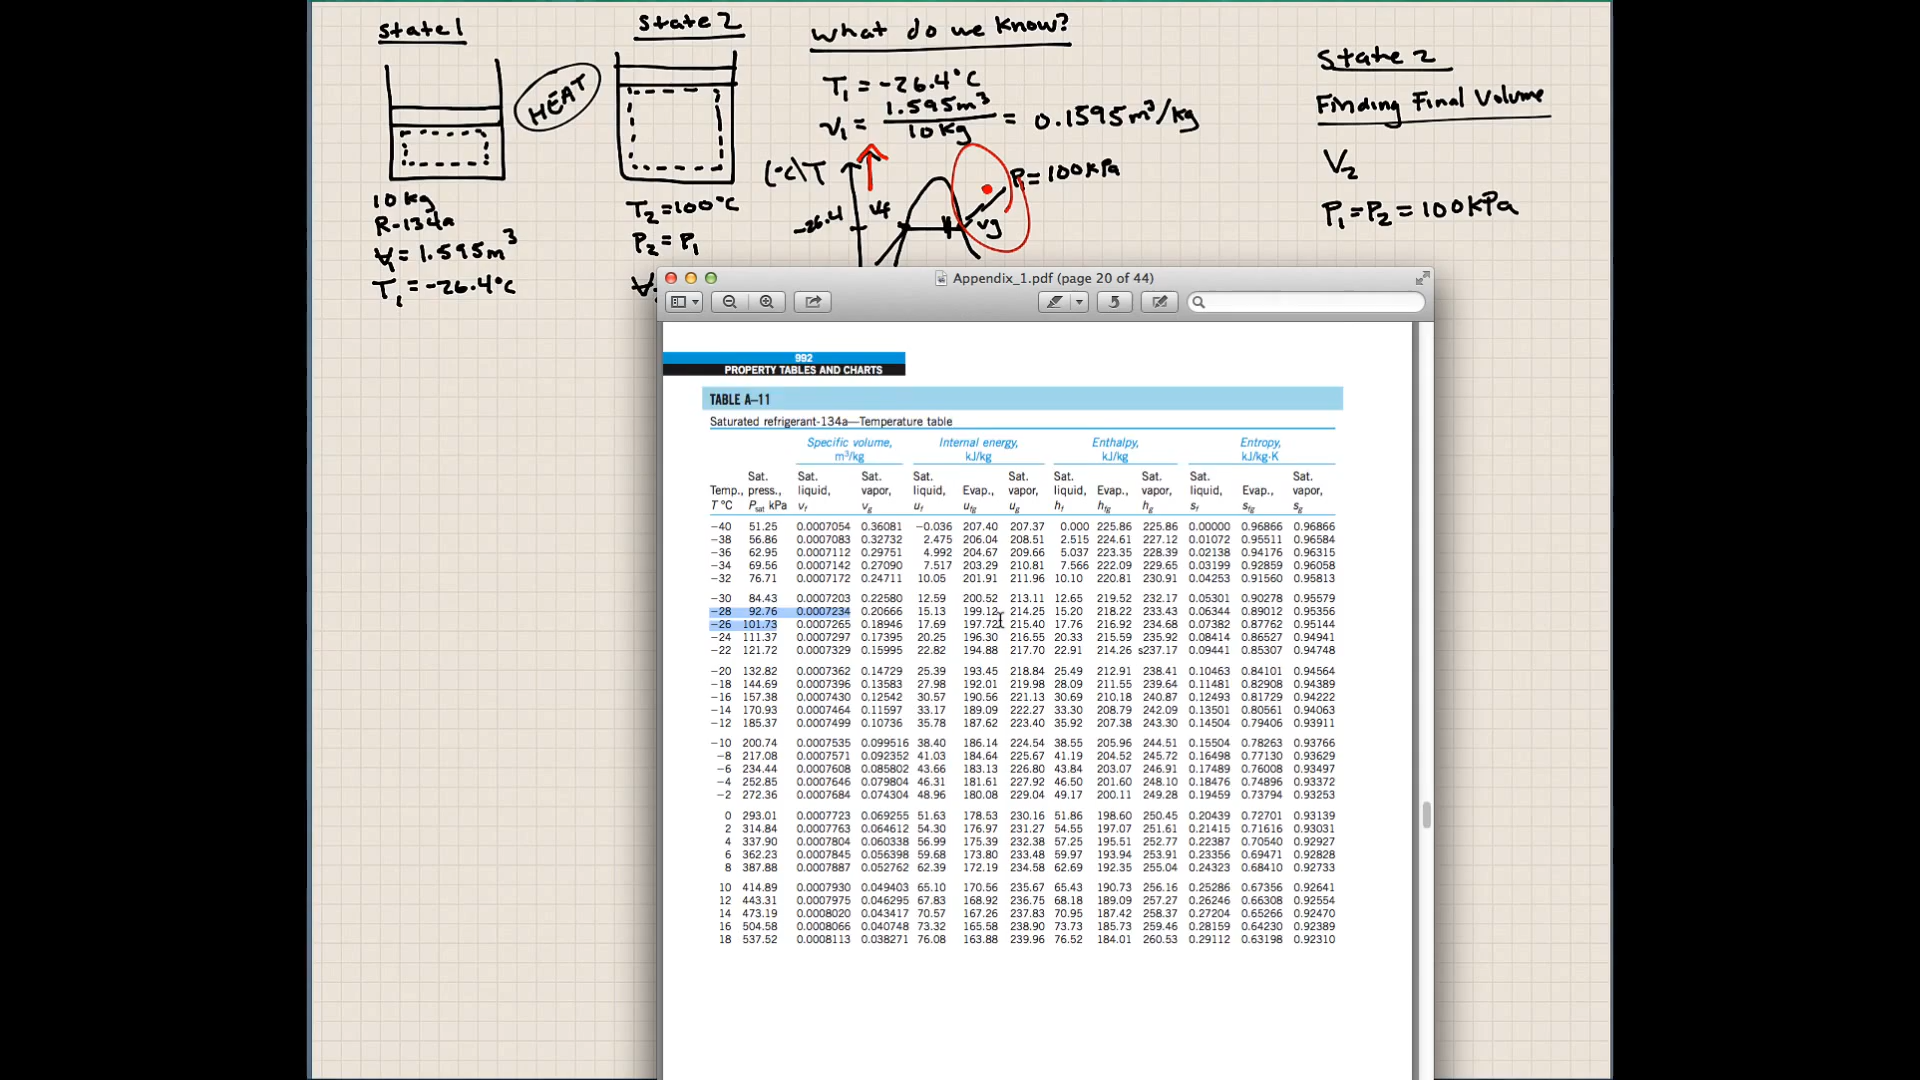 State 1
State 2
What do we know?
T₁ = -26.4°C
v₁ = 1.595m³ / 10 kg = 0.1595 m³/kg
State 2
Finding Final Volume
V₂
P₁ = P₂ = 100 kPa
HEAT
(°C) T
P₁ = 100 kPa
-26.4
vf
vg
10 kg
R-134a
V₁ = 1.595 m³
T₁ = -26.4°C
T₂ = 100°C
P₂ = P₁
Appendix_1.pdf (page 20 of 44)
992
PROPERTY TABLES AND CHARTS
TABLE A–11
Saturated refrigerant-134a—Temperature table
Specific volume, m³/kg Internal energy, kJ/kg Enthalpy, kJ/kg Entropy, kJ/kg·K
Temp., T °C Sat. press., Psat kPa Sat. liquid, vf Sat. vapor, vg Sat. liquid, uf Evap., ufg Sat. vapor, ug Sat. liquid, hf Evap., hfg Sat. vapor, hg Sat. liquid, sf Evap., sfg Sat. vapor, sg
−40 51.25 0.0007054 0.36081 −0.036 207.40 207.37 0.000 225.86 225.86 0.00000 0.96866 0.96866
−38 56.86 0.0007083 0.32732 2.475 206.04 208.51 2.515 224.61 227.12 0.01072 0.95511 0.96584
−36 62.95 0.0007112 0.29751 4.992 204.67 209.66 5.037 223.35 228.39 0.02138 0.94176 0.96315
−34 69.56 0.0007142 0.27090 7.517 203.29 210.81 7.566 222.09 229.65 0.03199 0.92859 0.96058
−32 76.71 0.0007172 0.24711 10.05 201.91 211.96 10.10 220.81 230.91 0.04253 0.91560 0.95813
−30 84.43 0.0007203 0.22580 12.59 200.52 213.11 12.65 219.52 232.17 0.05301 0.90278 0.95579
−28 92.76 0.0007234 0.20666 15.13 199.12 214.25 15.20 218.22 233.43 0.06344 0.89012 0.95356
−26 101.73 0.0007265 0.18946 17.69 197.72 215.40 17.76 216.92 234.68 0.07382 0.87762 0.95144
−24 111.37 0.0007297 0.17395 20.25 196.30 216.55 20.33 215.59 235.92 0.08414 0.86527 0.94941
−22 121.72 0.0007329 0.15995 22.82 194.88 217.70 22.91 214.26 s237.17 0.09441 0.85307 0.94748
−20 132.82 0.0007362 0.14729 25.39 193.45 218.84 25.49 212.91 238.41 0.10463 0.84101 0.94564
−18 144.69 0.0007396 0.13583 27.98 192.01 219.98 28.09 211.55 239.64 0.11481 0.82908 0.94389
−16 157.38 0.0007430 0.12542 30.57 190.56 221.13 30.69 210.18 240.87 0.12493 0.81729 0.94222
−14 170.93 0.0007464 0.11597 33.17 189.09 222.27 33.30 208.79 242.09 0.13501 0.80561 0.94063
−12 185.37 0.0007499 0.10736 35.78 187.62 223.40 35.92 207.38 243.30 0.14504 0.79406 0.93911
−10 200.74 0.0007535 0.099516 38.40 186.14 224.54 38.55 205.96 244.51 0.15504 0.78263 0.93766
−8 217.08 0.0007571 0.092352 41.03 184.64 225.67 41.19 204.52 245.72 0.16498 0.77130 0.93629
−6 234.44 0.0007608 0.085802 43.66 183.13 226.80 43.84 203.07 246.91 0.17489 0.76008 0.93497
−4 252.85 0.0007646 0.079804 46.31 181.61 227.92 46.50 201.60 248.10 0.18476 0.74896 0.93372
−2 272.36 0.0007684 0.074304 48.96 180.08 229.04 49.17 200.11 249.28 0.19459 0.73794 0.93253
0 293.01 0.0007723 0.069255 51.63 178.53 230.16 51.86 198.60 250.45 0.20439 0.72701 0.93139
2 314.84 0.0007763 0.064612 54.30 176.97 231.27 54.55 197.07 251.61 0.21415 0.71616 0.93031
4 337.90 0.0007804 0.060338 56.99 175.39 232.38 57.25 195.51 252.77 0.22387 0.70540 0.92927
6 362.23 0.0007845 0.056398 59.68 173.80 233.48 59.97 193.94 253.91 0.23356 0.69471 0.92828
8 387.88 0.0007887 0.052762 62.39 172.19 234.58 62.69 192.35 255.04 0.24323 0.68410 0.92733
10 414.89 0.0007930 0.049403 65.10 170.56 235.67 65.43 190.73 256.16 0.25286 0.67356 0.92641
12 443.31 0.0007975 0.046295 67.83 168.92 236.75 68.18 189.09 257.27 0.26246 0.66308 0.92554
14 473.19 0.0008020 0.043417 70.57 167.26 237.83 70.95 187.42 258.37 0.27204 0.65266 0.92470
16 504.58 0.0008066 0.040748 73.32 165.58 238.90 73.73 185.73 259.46 0.28159 0.64230 0.92389
18 537.52 0.0008113 0.038271 76.08 163.88 239.96 76.52 184.01 260.53 0.29112 0.63198 0.92310